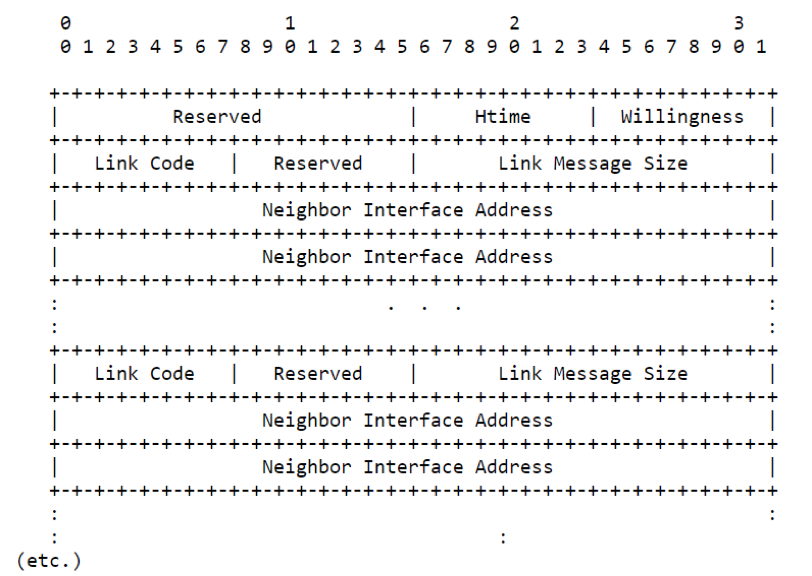 0                   1                   2                   3
    0 1 2 3 4 5 6 7 8 9 0 1 2 3 4 5 6 7 8 9 0 1 2 3 4 5 6 7 8 9 0 1

   +-+-+-+-+-+-+-+-+-+-+-+-+-+-+-+-+-+-+-+-+-+-+-+-+-+-+-+-+-+-+-+-+
   |          Reserved             |     Htime     |  Willingness  |
   +-+-+-+-+-+-+-+-+-+-+-+-+-+-+-+-+-+-+-+-+-+-+-+-+-+-+-+-+-+-+-+-+
   |   Link Code   |   Reserved    |       Link Message Size       |
   +-+-+-+-+-+-+-+-+-+-+-+-+-+-+-+-+-+-+-+-+-+-+-+-+-+-+-+-+-+-+-+-+
   |                  Neighbor Interface Address                   |
   +-+-+-+-+-+-+-+-+-+-+-+-+-+-+-+-+-+-+-+-+-+-+-+-+-+-+-+-+-+-+-+-+
   |                  Neighbor Interface Address                   |
   +-+-+-+-+-+-+-+-+-+-+-+-+-+-+-+-+-+-+-+-+-+-+-+-+-+-+-+-+-+-+-+-+
   :                             .  .  .                           :
   :                                                               :
   +-+-+-+-+-+-+-+-+-+-+-+-+-+-+-+-+-+-+-+-+-+-+-+-+-+-+-+-+-+-+-+-+
   |   Link Code   |   Reserved    |       Link Message Size       |
   +-+-+-+-+-+-+-+-+-+-+-+-+-+-+-+-+-+-+-+-+-+-+-+-+-+-+-+-+-+-+-+-+
   |                  Neighbor Interface Address                   |
   +-+-+-+-+-+-+-+-+-+-+-+-+-+-+-+-+-+-+-+-+-+-+-+-+-+-+-+-+-+-+-+-+
   |                  Neighbor Interface Address                   |
   +-+-+-+-+-+-+-+-+-+-+-+-+-+-+-+-+-+-+-+-+-+-+-+-+-+-+-+-+-+-+-+-+
   :                                                               :
   :                                       :
(etc.)